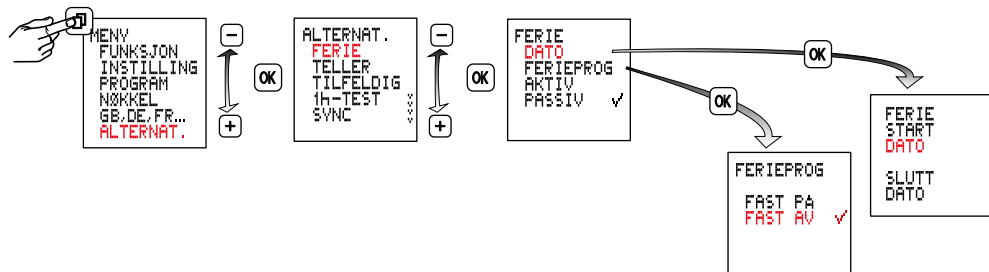 MENY
FUNKSJON
INSTILLING
PROGRAM
NØKKEL
GB,DE,FR...
ALTERNAT.
−
+
OK
ALTERNAT.
FERIE
TELLER
TILFELDIG
1h-TEST
SYNC
−
+
OK
FERIE
DATO
FERIEPROG
AKTIV
PASSIV ✓
OK
OK
FERIEPROG
FAST PA
FAST AV ✓
FERIE
START
DATO
SLUTT
DATO